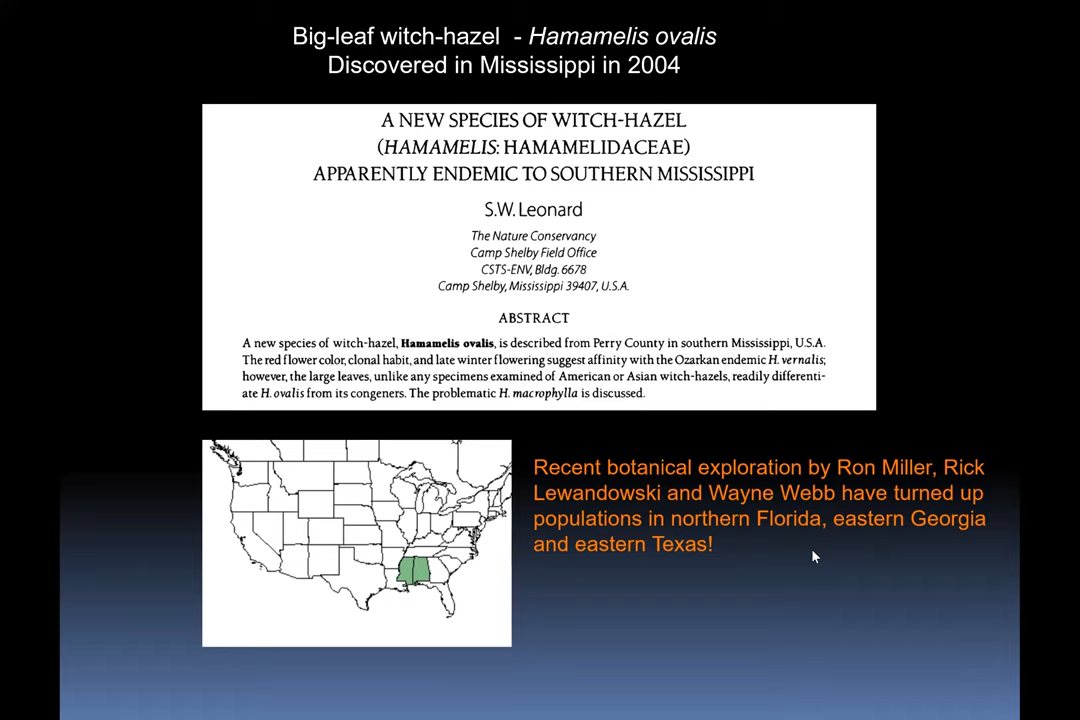 Big-leaf witch-hazel - Hamamelis ovalis
Discovered in Mississippi in 2004
A NEW SPECIES OF WITCH-HAZEL
(HAMAMELIS: HAMAMELIDACEAE)
APPARENTLY ENDEMIC TO SOUTHERN MISSISSIPPI
S.W. Leonard
The Nature Conservancy
Camp Shelby Field Office
CSTS-ENV, Bldg. 6678
Camp Shelby, Mississippi 39407, U.S.A.
ABSTRACT
A new species of witch-hazel, Hamamelis ovalis, is described from Perry County in southern Mississippi, U.S.A.
The red flower color, clonal habit, and late winter flowering suggest affinity with the Ozarkan endemic H. vernalis;
however, the large leaves, unlike any specimens examined of American or Asian witch-hazels, readily differenti-
ate H. ovalis from its congeners. The problematic H. macrophylla is discussed.
Recent botanical exploration by Ron Miller, Rick
Lewandowski and Wayne Webb have turned up
populations in northern Florida, eastern Georgia
and eastern Texas!